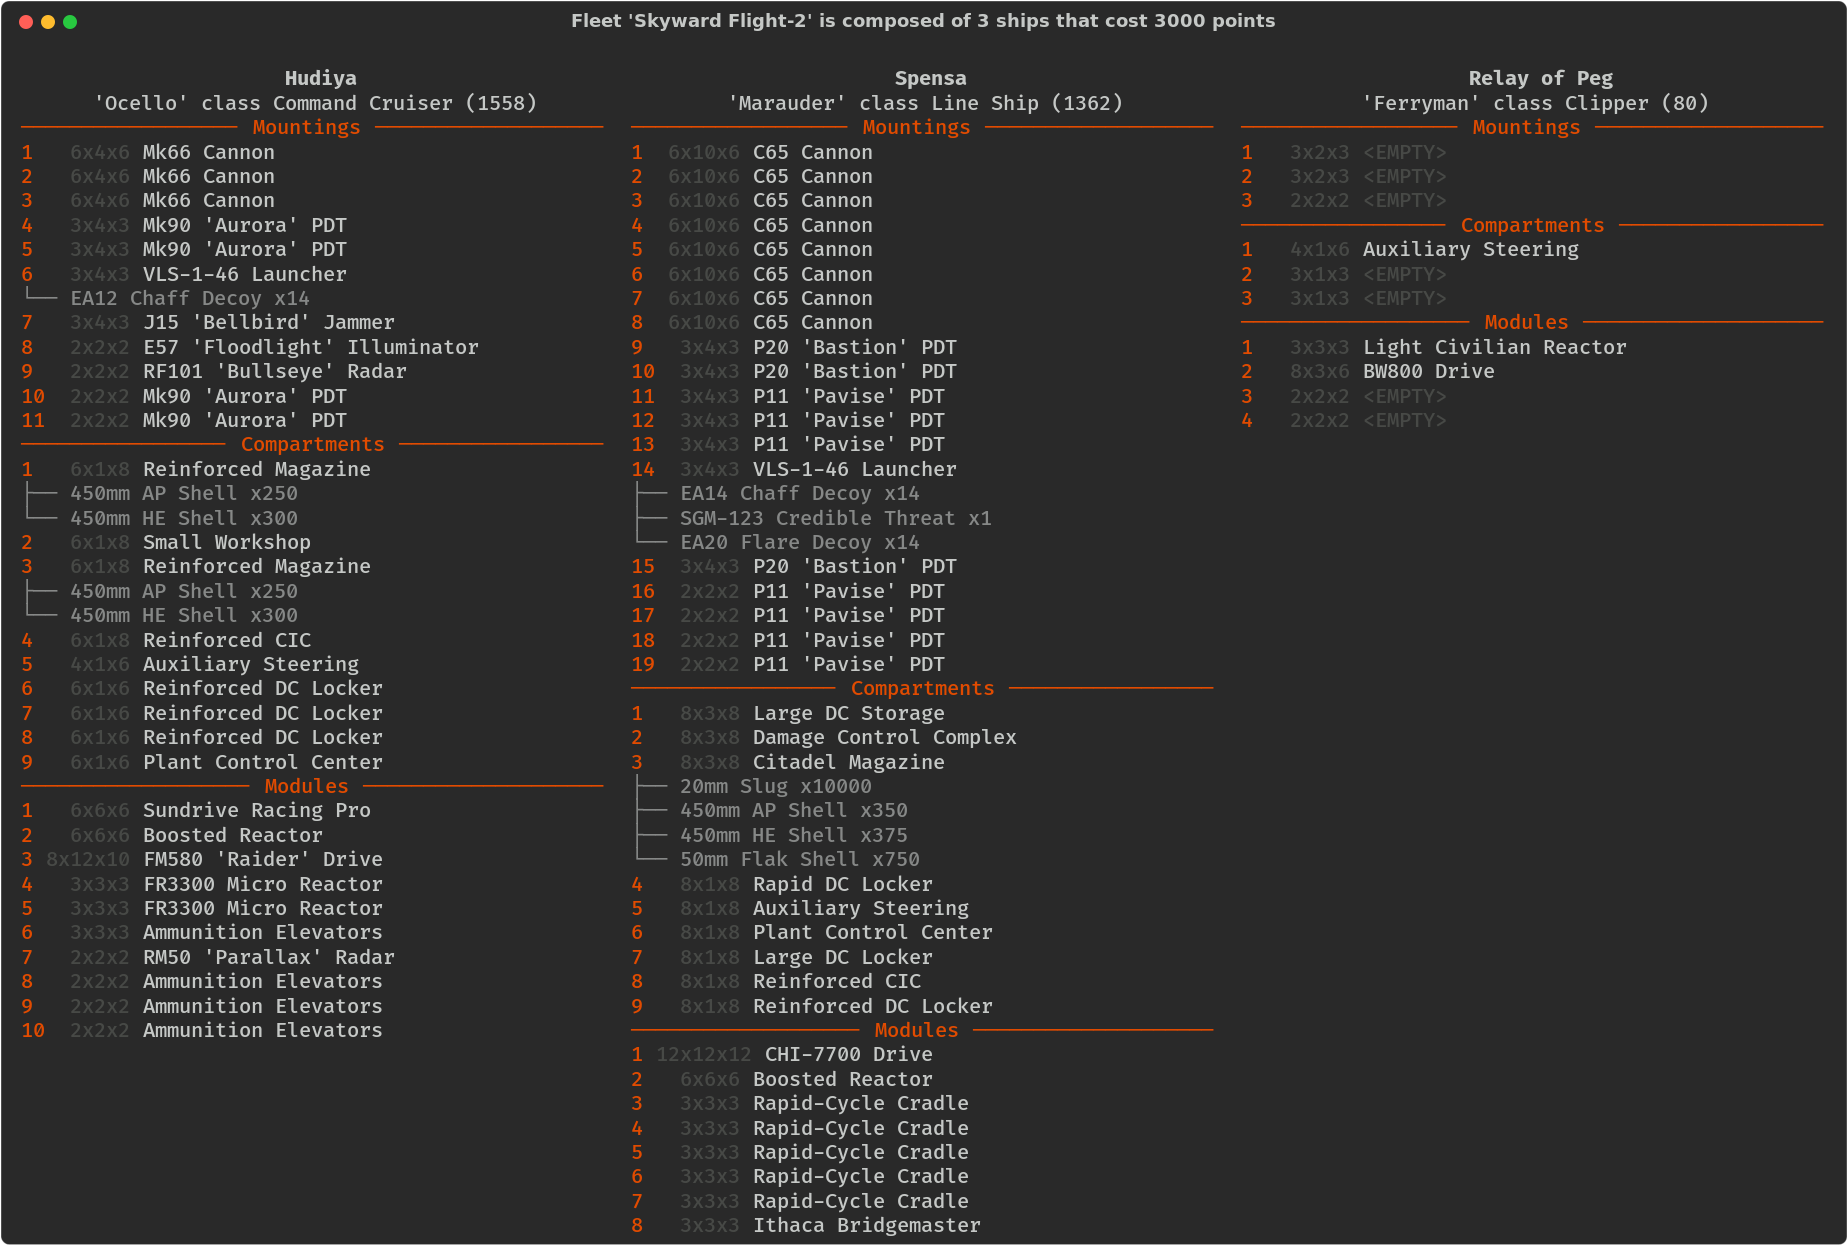 Fleet 'Skyward Flight-2' is composed of 3 ships that cost 3000 points
Hudiya
'Ocello' class Command Cruiser (1558)
Mountings
1 6x4x6 Mk66 Cannon
2 6x4x6 Mk66 Cannon
3 6x4x6 Mk66 Cannon
4 3x4x3 Mk90 'Aurora' PDT
5 3x4x3 Mk90 'Aurora' PDT
6 3x4x3 VLS-1-46 Launcher
EA12 Chaff Decoy x14
7 3x4x3 J15 'Bellbird' Jammer
8 2x2x2 E57 'Floodlight' Illuminator
9 2x2x2 RF101 'Bullseye' Radar
10 2x2x2 Mk90 'Aurora' PDT
11 2x2x2 Mk90 'Aurora' PDT
Compartments
1 6x1x8 Reinforced Magazine
450mm AP Shell x250
450mm HE Shell x300
2 6x1x8 Small Workshop
3 6x1x8 Reinforced Magazine
450mm AP Shell x250
450mm HE Shell x300
4 6x1x8 Reinforced CIC
5 4x1x6 Auxiliary Steering
6 6x1x6 Reinforced DC Locker
7 6x1x6 Reinforced DC Locker
8 6x1x6 Reinforced DC Locker
9 6x1x6 Plant Control Center
Modules
1 6x6x6 Sundrive Racing Pro
2 6x6x6 Boosted Reactor
3 8x12x10 FM580 'Raider' Drive
4 3x3x3 FR3300 Micro Reactor
5 3x3x3 FR3300 Micro Reactor
6 3x3x3 Ammunition Elevators
7 2x2x2 RM50 'Parallax' Radar
8 2x2x2 Ammunition Elevators
9 2x2x2 Ammunition Elevators
10 2x2x2 Ammunition Elevators
Spensa
'Marauder' class Line Ship (1362)
Mountings
1 6x10x6 C65 Cannon
2 6x10x6 C65 Cannon
3 6x10x6 C65 Cannon
4 6x10x6 C65 Cannon
5 6x10x6 C65 Cannon
6 6x10x6 C65 Cannon
7 6x10x6 C65 Cannon
8 6x10x6 C65 Cannon
9 3x4x3 P20 'Bastion' PDT
10 3x4x3 P20 'Bastion' PDT
11 3x4x3 P11 'Pavise' PDT
12 3x4x3 P11 'Pavise' PDT
13 3x4x3 P11 'Pavise' PDT
14 3x4x3 VLS-1-46 Launcher
EA14 Chaff Decoy x14
SGM-123 Credible Threat x1
EA20 Flare Decoy x14
15 3x4x3 P20 'Bastion' PDT
16 2x2x2 P11 'Pavise' PDT
17 2x2x2 P11 'Pavise' PDT
18 2x2x2 P11 'Pavise' PDT
19 2x2x2 P11 'Pavise' PDT
Compartments
1 8x3x8 Large DC Storage
2 8x3x8 Damage Control Complex
3 8x3x8 Citadel Magazine
20mm Slug x10000
450mm AP Shell x350
450mm HE Shell x375
50mm Flak Shell x750
4 8x1x8 Rapid DC Locker
5 8x1x8 Auxiliary Steering
6 8x1x8 Plant Control Center
7 8x1x8 Large DC Locker
8 8x1x8 Reinforced CIC
9 8x1x8 Reinforced DC Locker
Modules
1 12x12x12 CHI-7700 Drive
2 6x6x6 Boosted Reactor
3 3x3x3 Rapid-Cycle Cradle
4 3x3x3 Rapid-Cycle Cradle
5 3x3x3 Rapid-Cycle Cradle
6 3x3x3 Rapid-Cycle Cradle
7 3x3x3 Rapid-Cycle Cradle
8 3x3x3 Ithaca Bridgemaster
Relay of Peg
'Ferryman' class Clipper (80)
Mountings
1 3x2x3 <EMPTY>
2 3x2x3 <EMPTY>
3 2x2x2 <EMPTY>
Compartments
1 4x1x6 Auxiliary Steering
2 3x1x3 <EMPTY>
3 3x1x3 <EMPTY>
Modules
1 3x3x3 Light Civilian Reactor
2 8x3x6 BW800 Drive
3 2x2x2 <EMPTY>
4 2x2x2 <EMPTY>